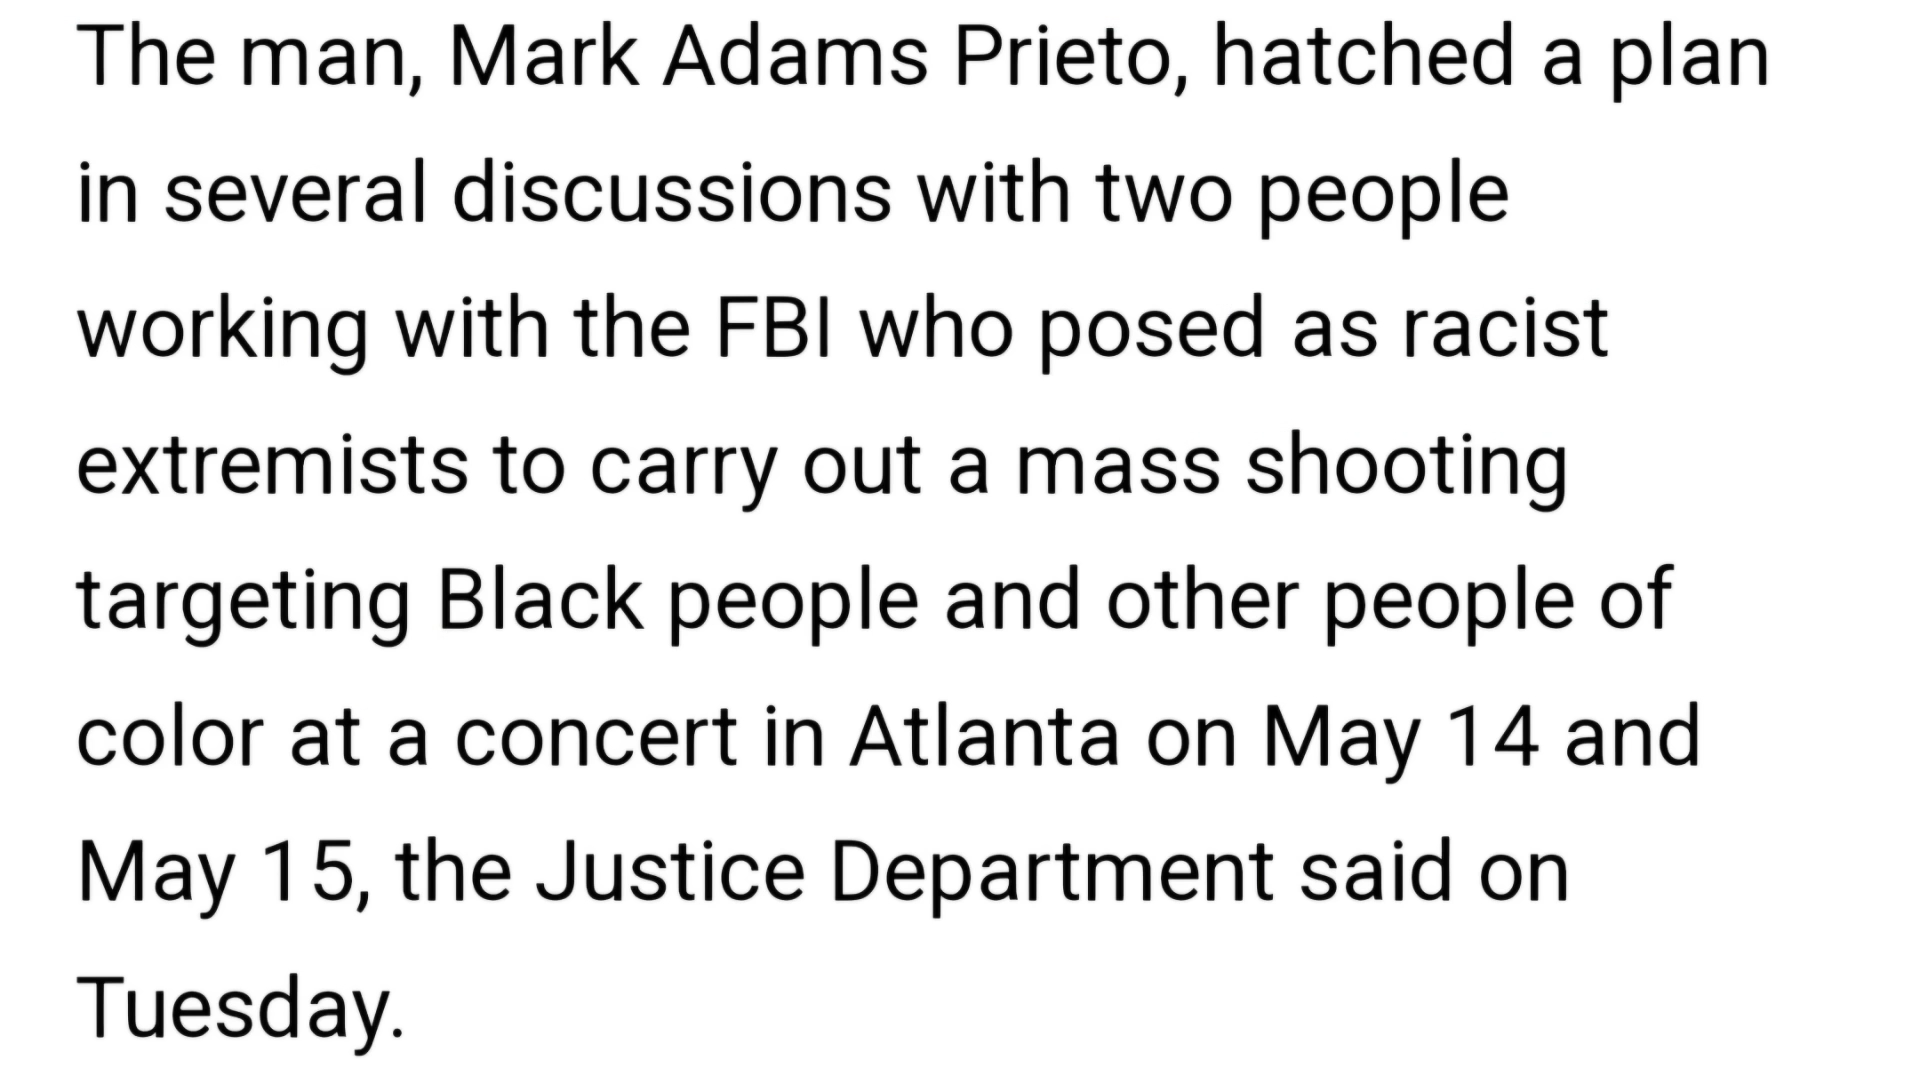 The man, Mark Adams Prieto, hatched a plan
in several discussions with two people
working with the FBI who posed as racist
extremists to carry out a mass shooting
targeting Black people and other people of
color at a concert in Atlanta on May 14 and
May 15, the Justice Department said on
Tuesday.